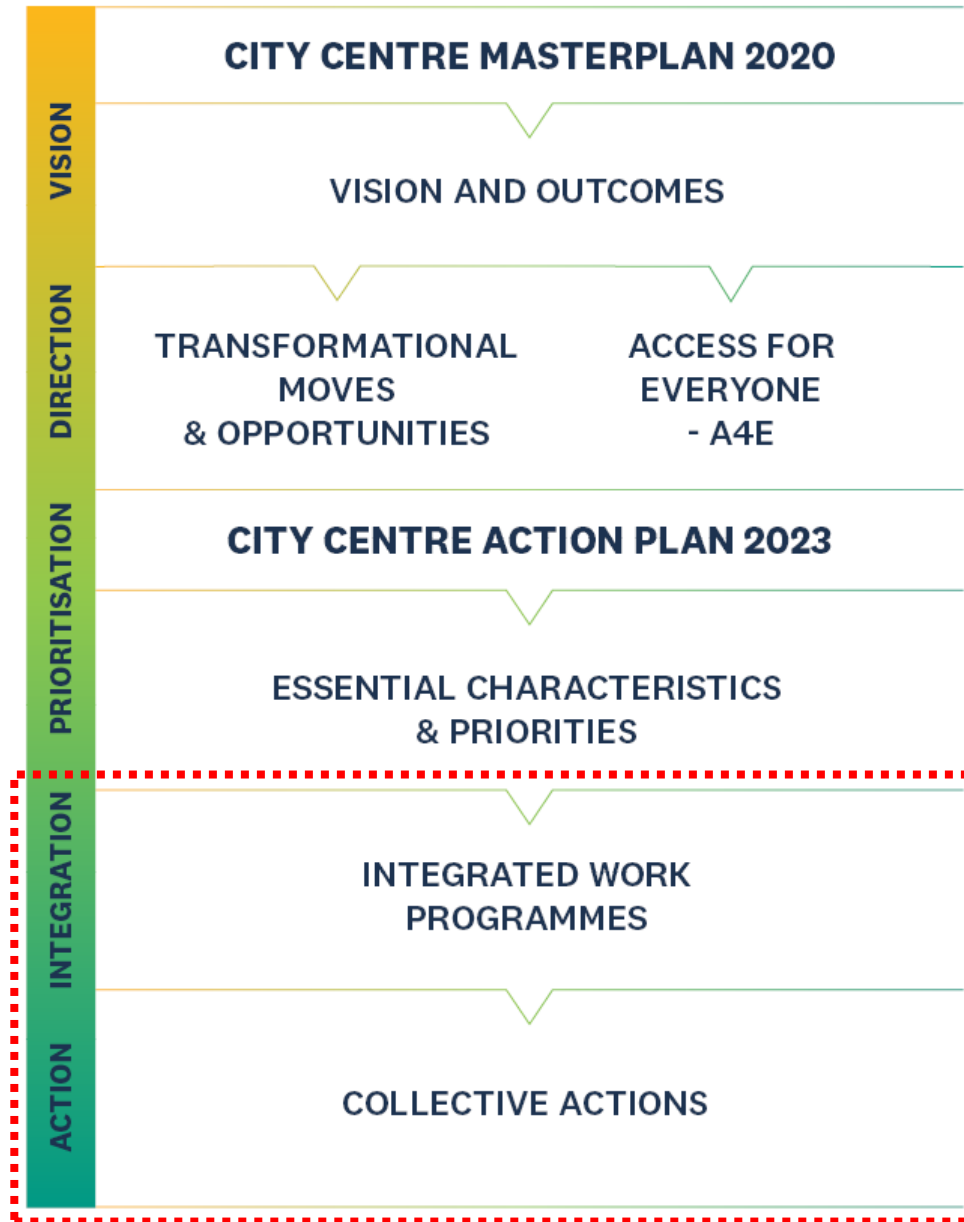 CITY CENTRE MASTERPLAN 2020
VISION
VISION AND OUTCOMES
DIRECTION
TRANSFORMATIONAL
MOVES
& OPPORTUNITIES
ACCESS FOR
EVERYONE
- A4E
PRIORITISATION
CITY CENTRE ACTION PLAN 2023
ESSENTIAL CHARACTERISTICS
& PRIORITIES
INTEGRATION
INTEGRATED WORK
PROGRAMMES
ACTION
COLLECTIVE ACTIONS